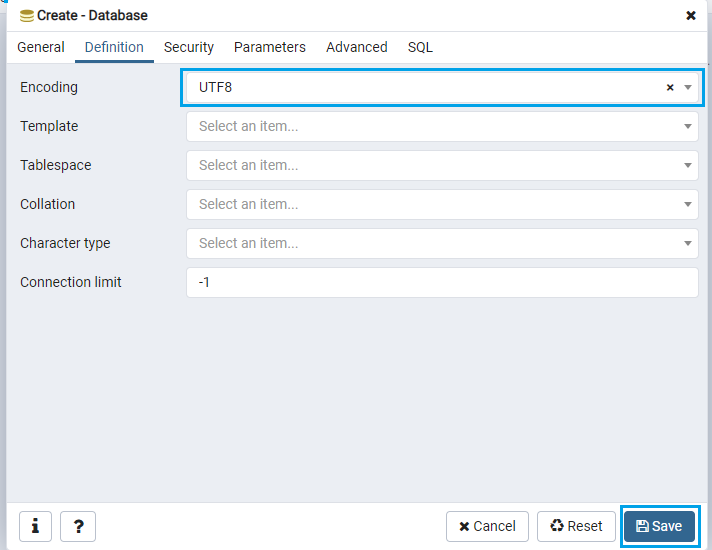 Create - Database
General Definition Security Parameters Advanced SQL
Encoding UTF8
Template Select an item...
Tablespace Select an item...
Collation Select an item...
Character type Select an item...
Connection limit -1
i ? Cancel Reset Save